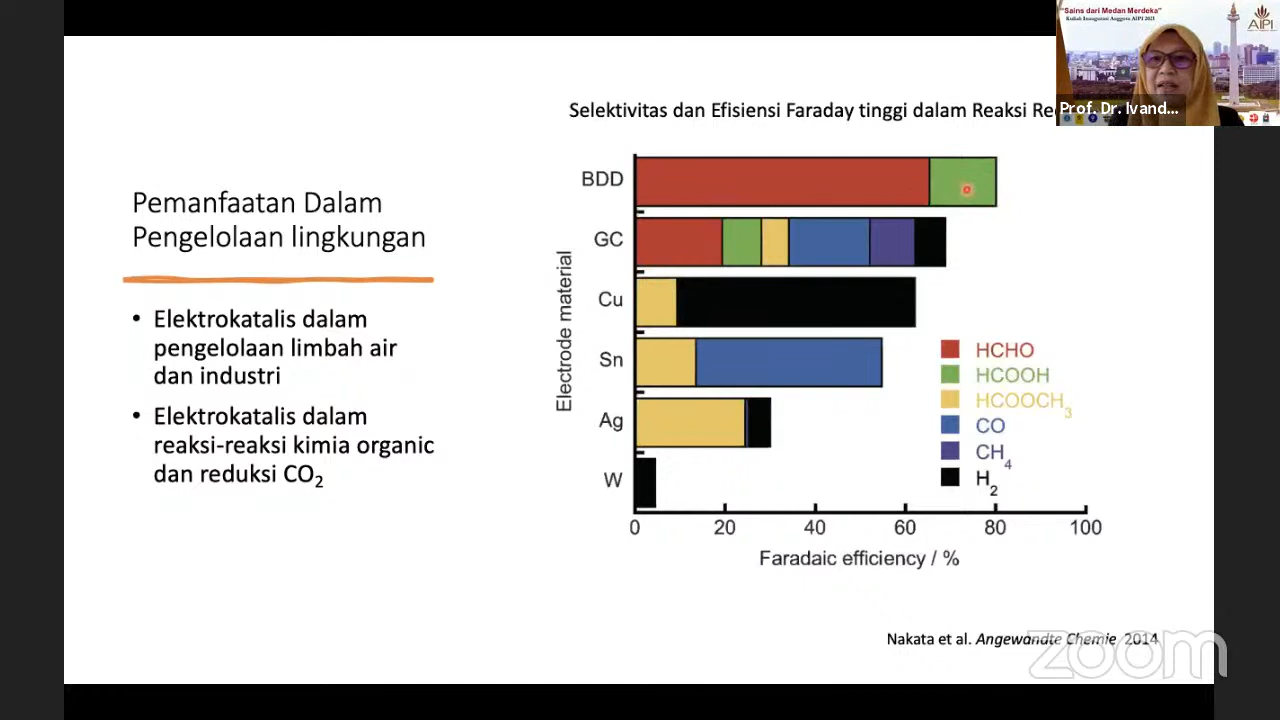 "Sains dari Medan Merdeka"
Kuliah Inaugurasi Anggota AIPI 2021
AIPI
Prof. Dr. Ivand...
Selektivitas dan Efisiensi Faraday tinggi dalam Reaksi
Pemanfaatan Dalam
Pengelolaan lingkungan
• Elektrokatalis dalam
pengelolaan limbah air
dan industri
• Elektrokatalis dalam
reaksi-reaksi kimia organic
dan reduksi CO₂
Electrode material
BDD
GC
Cu
Sn
Ag
W
HCHO
HCOOH
HCOOCH₃
CO
CH₄
H₂
0 20 40 60 80 100
Faradaic efficiency / %
Nakata et al. Angewandte Chemie 2014
zoom